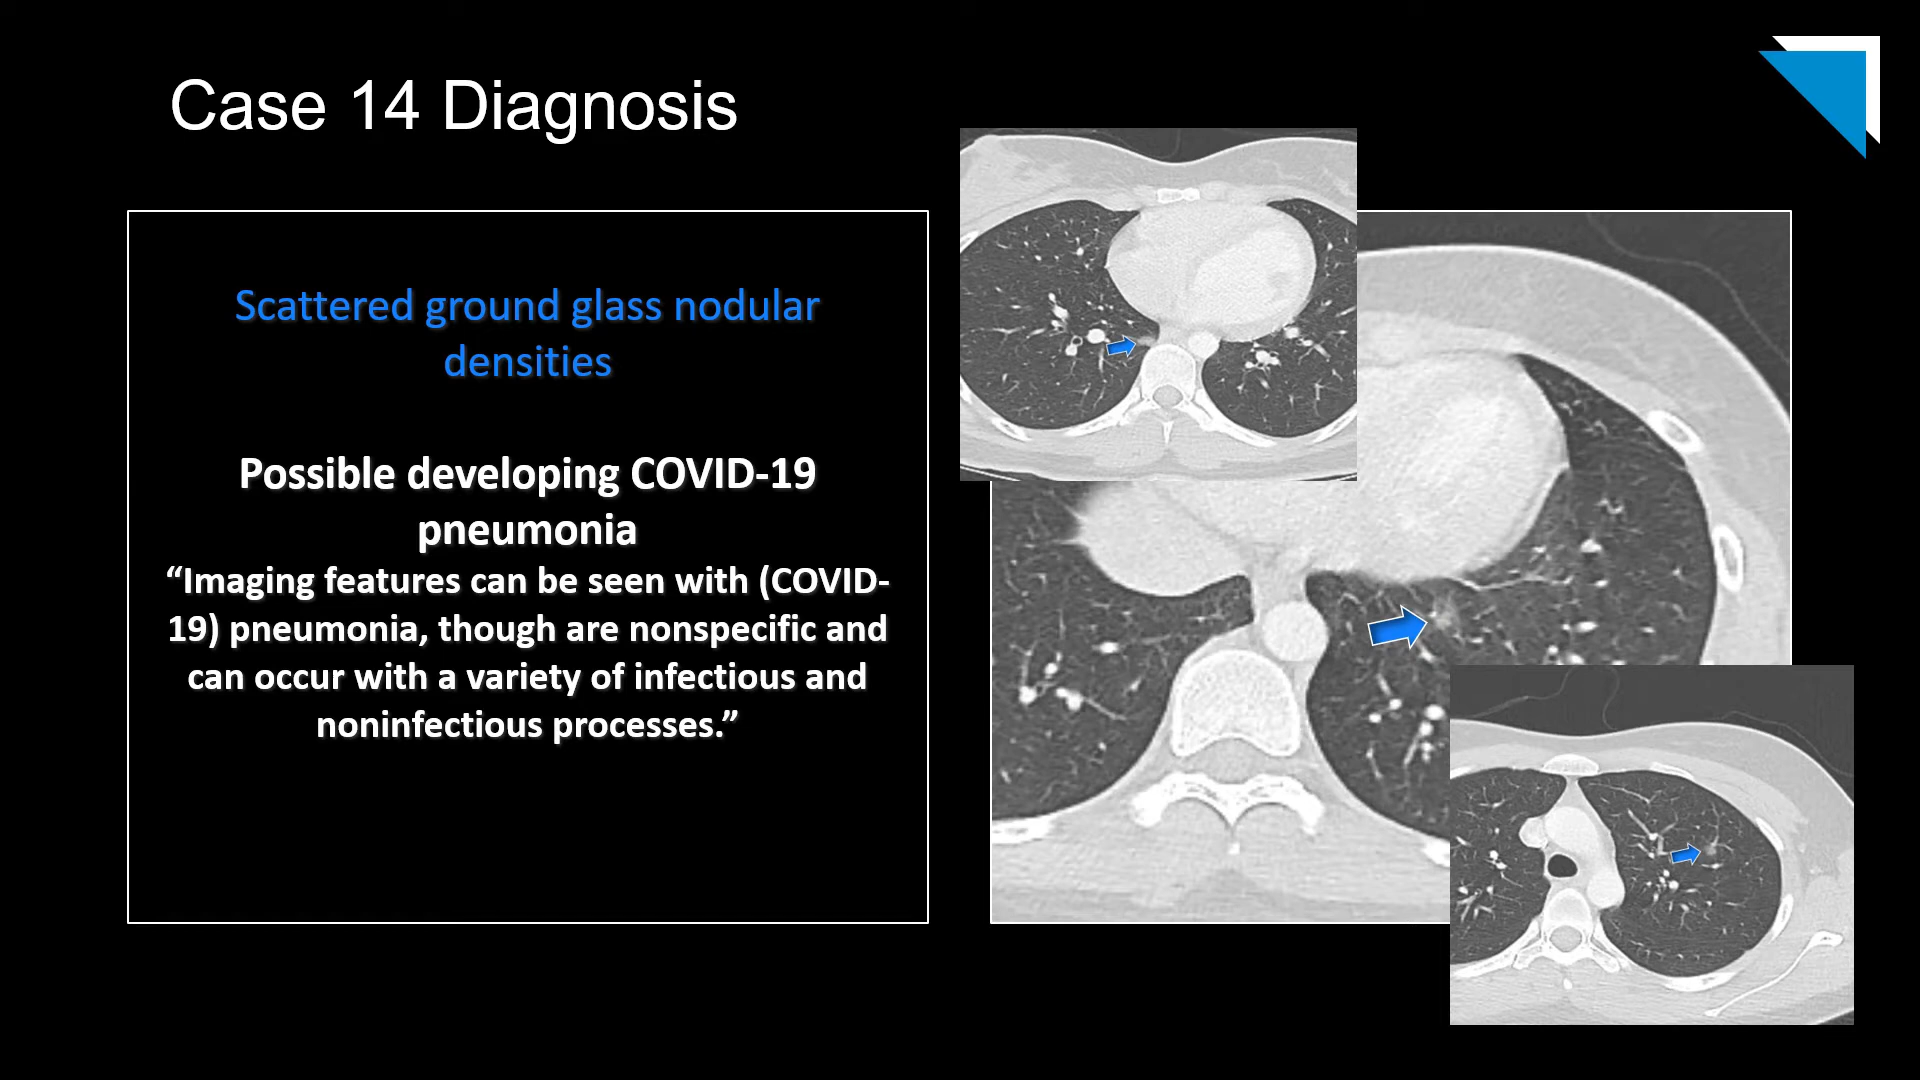 Case 14 Diagnosis
Scattered ground glass nodular
densities
Possible developing COVID-19
pneumonia
“Imaging features can be seen with (COVID-
19) pneumonia, though are nonspecific and
can occur with a variety of infectious and
noninfectious processes.”